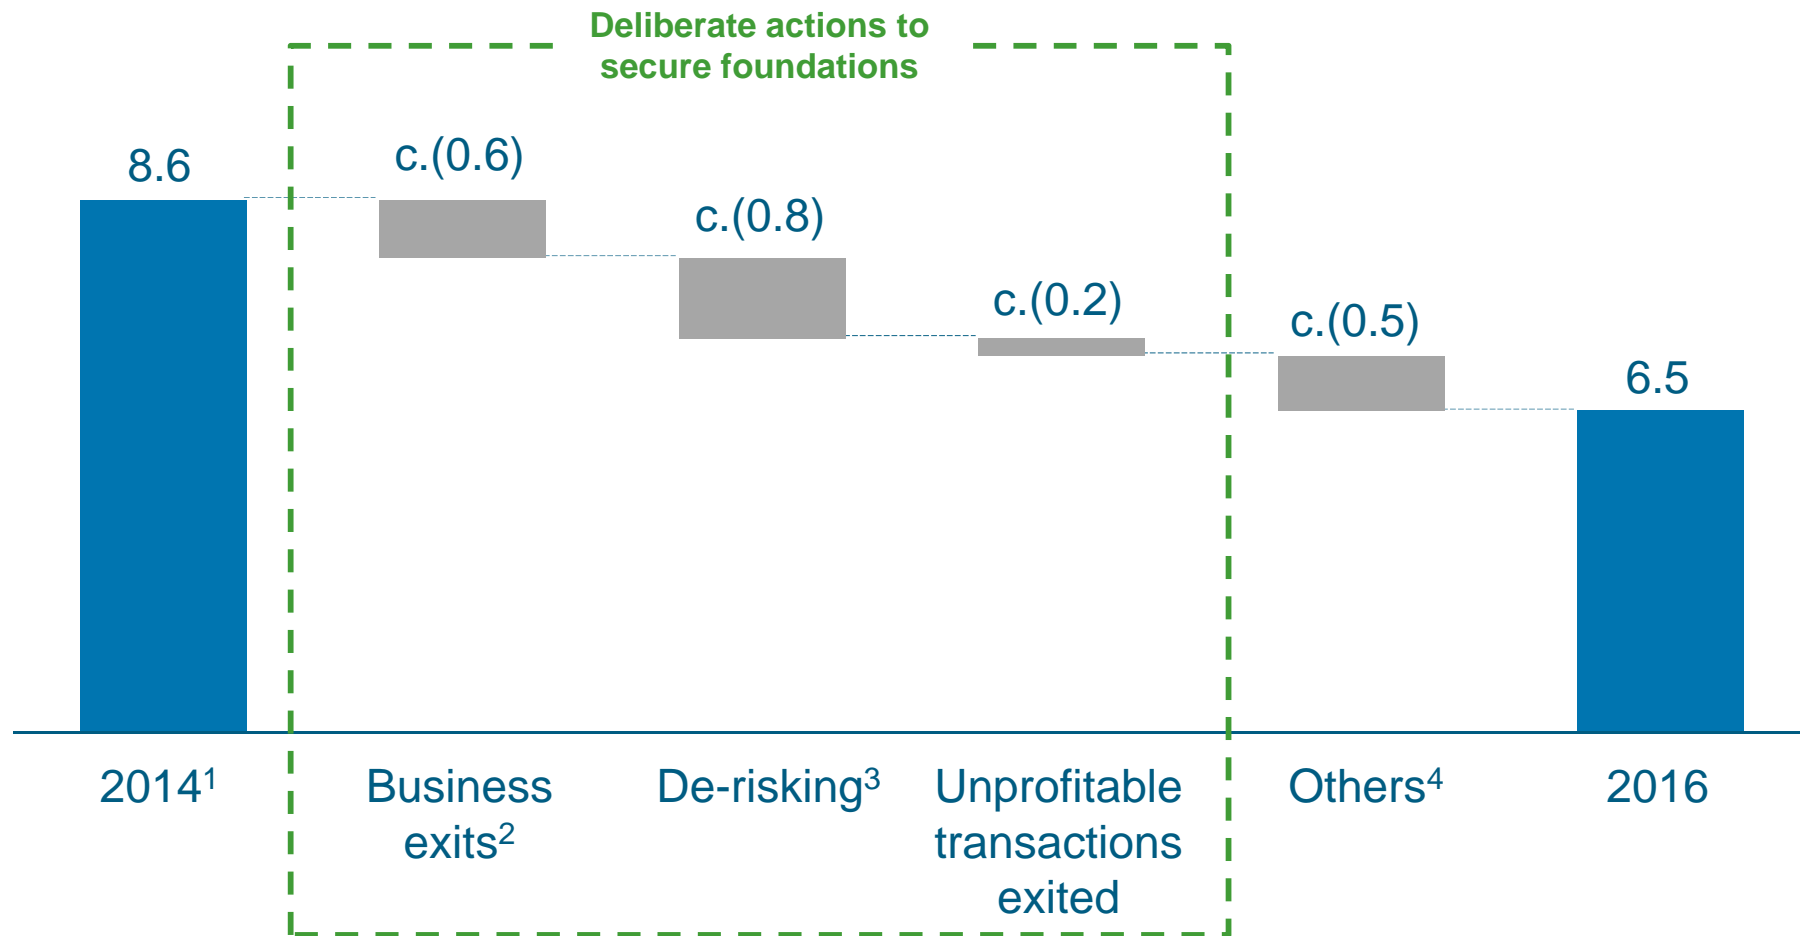 Deliberate actions to
secure foundations
8.6
c.(0.6)
c.(0.8)
c.(0.2)
c.(0.5)
6.5
2014¹
Business
exits²
De-risking³
Unprofitable
transactions
exited
Others⁴
2016